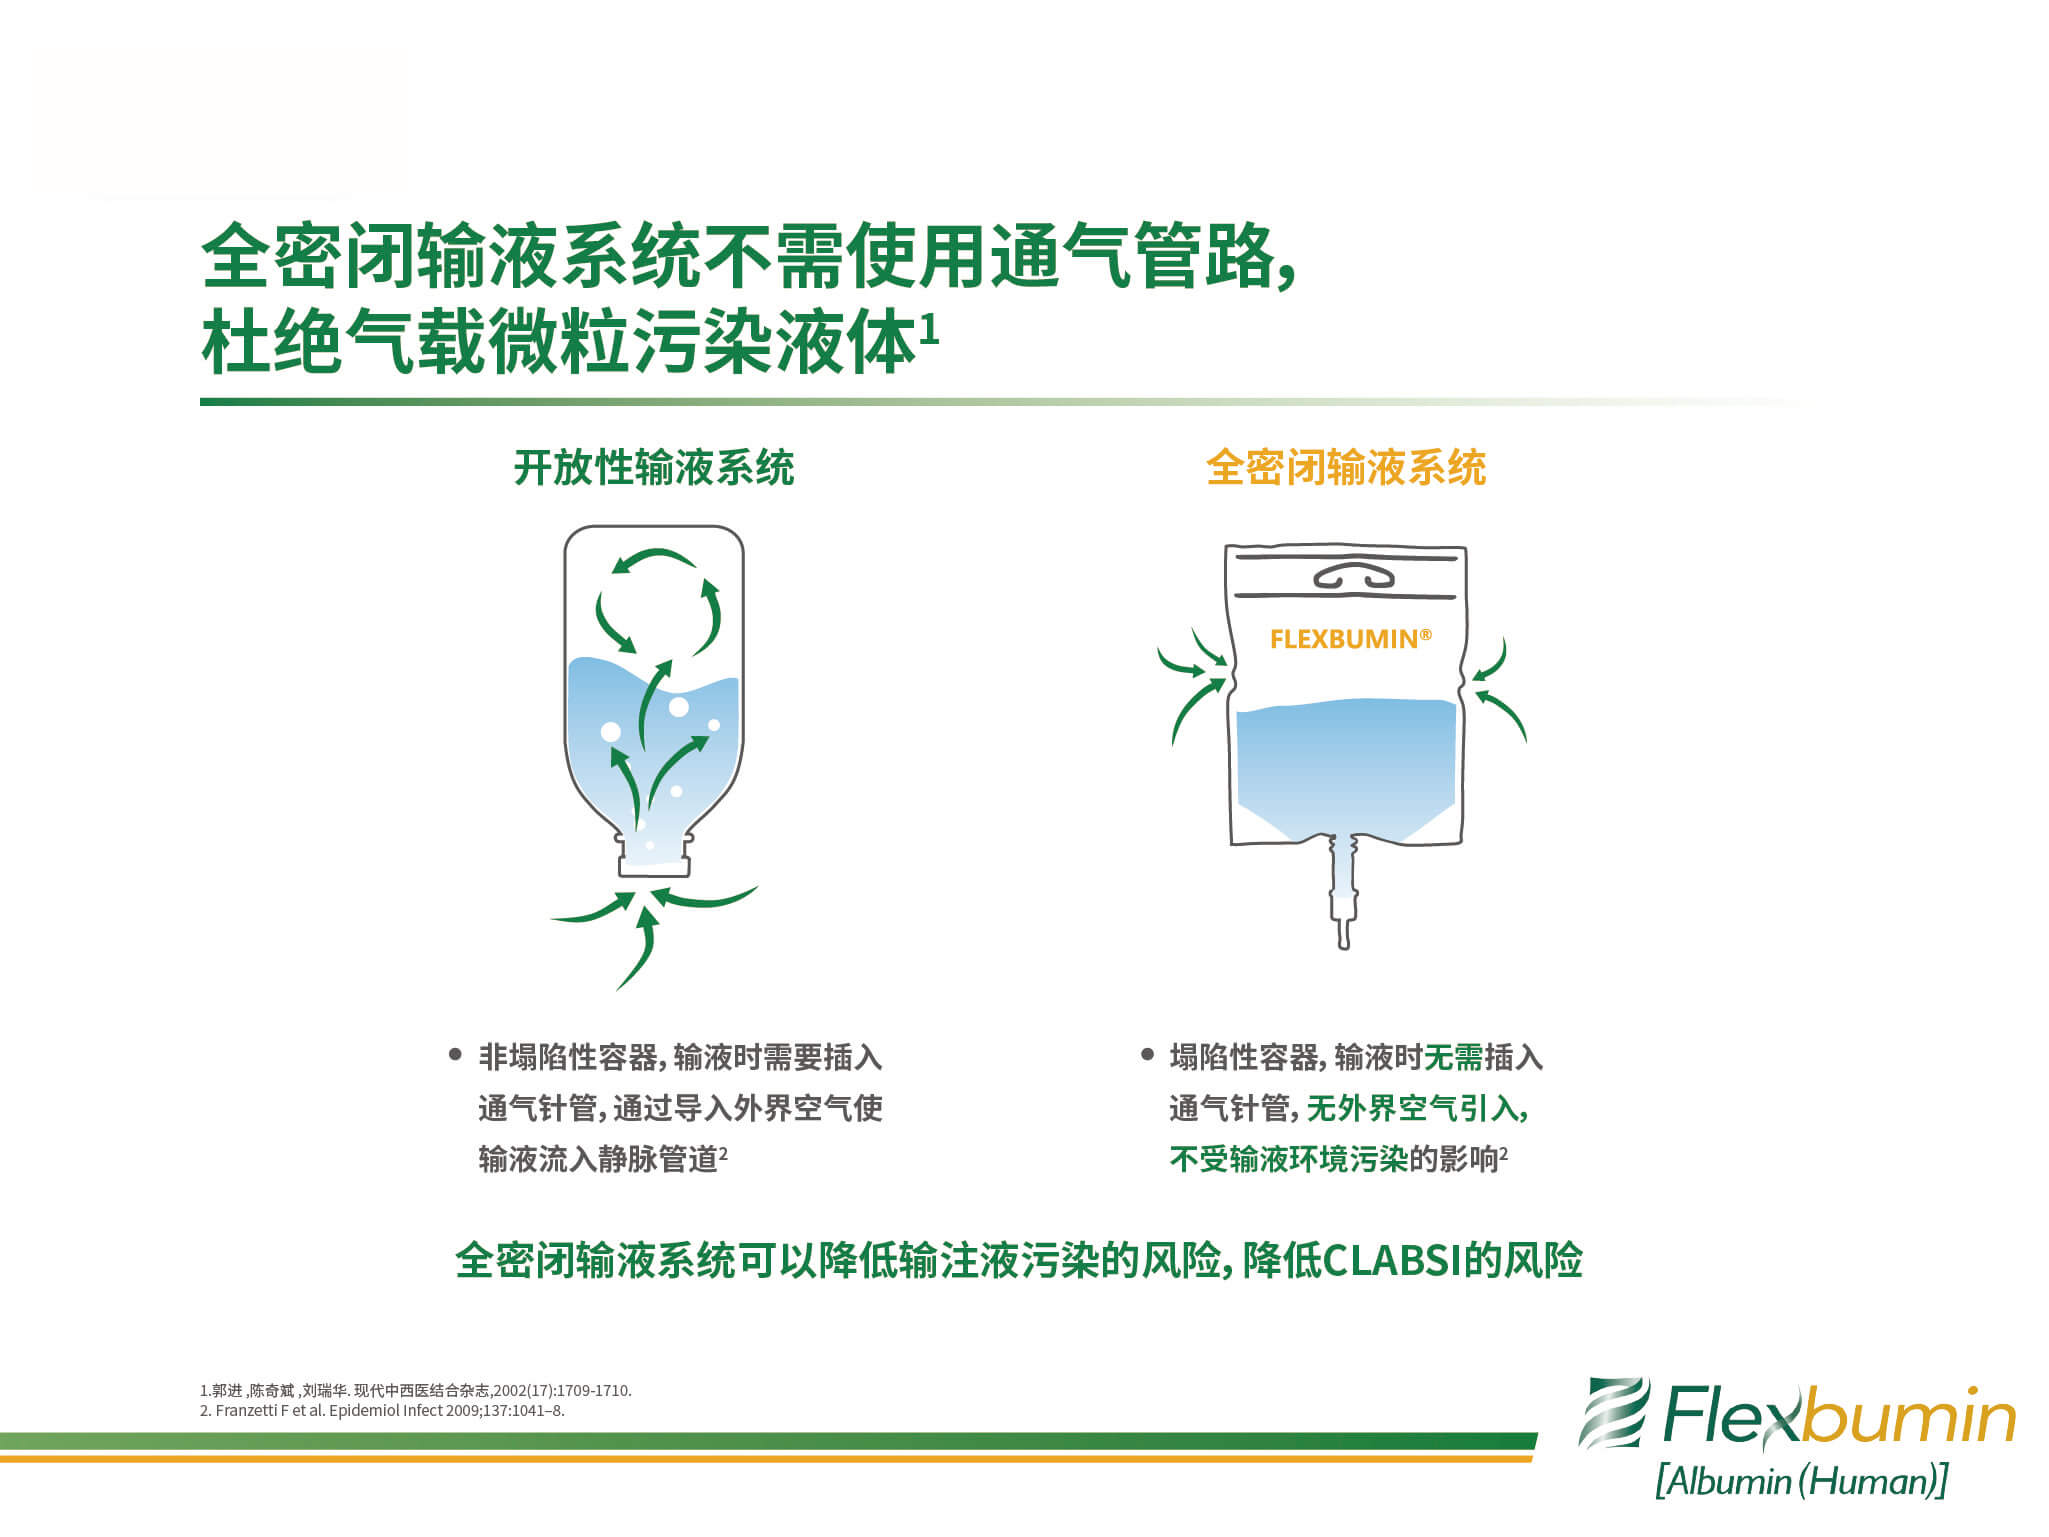 全密闭输液系统不需使用通气管路,
杜绝气载微粒污染液体1
开放性输液系统
全密闭输液系统
FLEXBUMIN®
非塌陷性容器, 输液时需要插入
通气针管, 通过导入外界空气使
输液流入静脉管道2
塌陷性容器, 输液时无需插入
通气针管, 无外界空气引入,
不受输液环境污染的影响2
全密闭输液系统可以降低输注液污染的风险, 降低CLABSI的风险
1.郭进 ,陈奇斌 ,刘瑞华. 现代中西医结合杂志,2002(17):1709-1710.
2. Franzetti F et al. Epidemiol Infect 2009;137:1041–8.
Flexbumin
[Albumin (Human)]